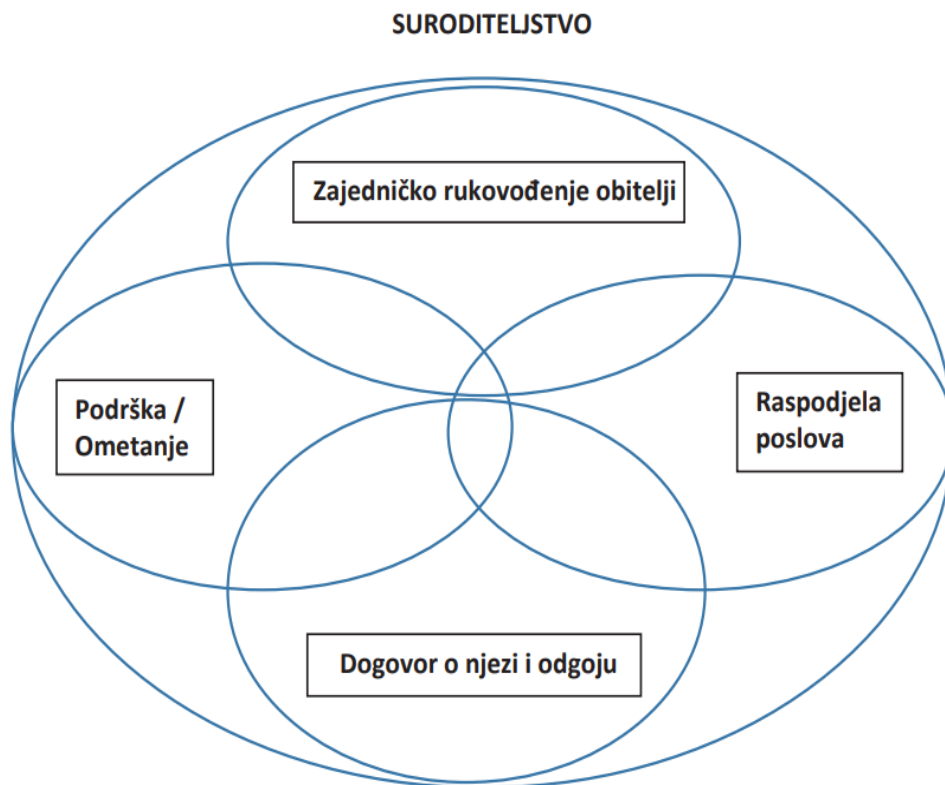 SURODITELJSTVO
Zajedničko rukovođenje obitelji
Podrška /
Ometanje
Raspodjela
poslova
Dogovor o njezi i odgoju